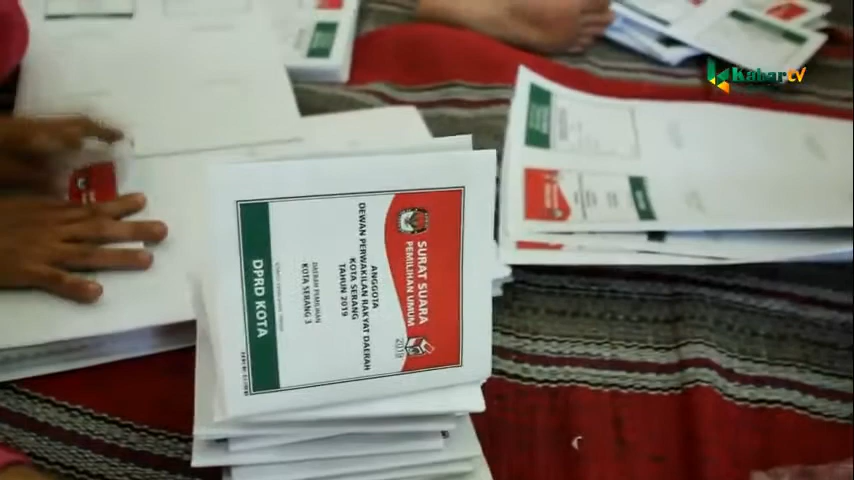 Kabartv
SURAT SUARA
PEMILIHAN UMUM
2019
ANGGOTA
DEWAN PERWAKILAN RAKYAT DAERAH
KOTA SERANG
TAHUN 2019
DAERAH PEMILIHAN
KOTA SERANG 3
DPRD KOTA